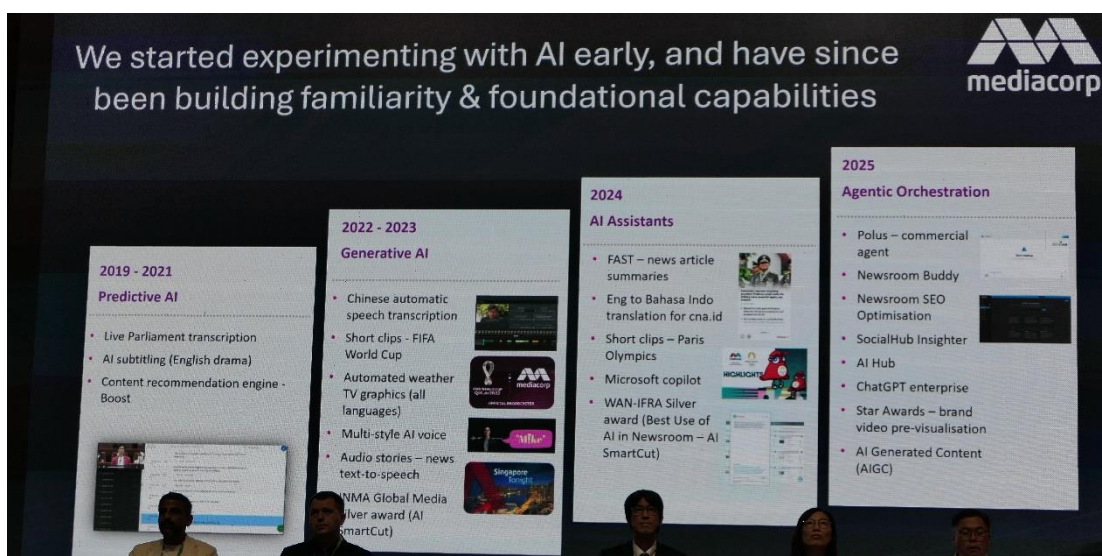 We started experimenting with AI early, and have since
been building familiarity & foundational capabilities
mediacorp
2019 - 2021
Predictive AI
• Live Parliament transcription
• AI subtitling (English drama)
• Content recommendation engine -
Boost
2022 - 2023
Generative AI
• Chinese automatic
speech transcription
• Short clips - FIFA
World Cup
• Automated weather
TV graphics (all
languages)
• Multi-style AI voice
• Audio stories – news
text-to-speech
INMA Global Media
Silver award (AI
SmartCut)
mediacorp
"Mike"
Singapore
Tonight
2024
AI Assistants
• FAST – news article
summaries
• Eng to Bahasa Indo
translation for cna.id
• Short clips – Paris
Olympics
• Microsoft copilot
• WAN-IFRA Silver
award (Best Use of
AI in Newsroom – AI
SmartCut)
HIGHLIGHTS
2025
Agentic Orchestration
• Polus – commercial
agent
• Newsroom Buddy
• Newsroom SEO
Optimisation
• SocialHub Insighter
• AI Hub
• ChatGPT enterprise
• Star Awards – brand
video pre-visualisation
• AI Generated Content
(AIGC)